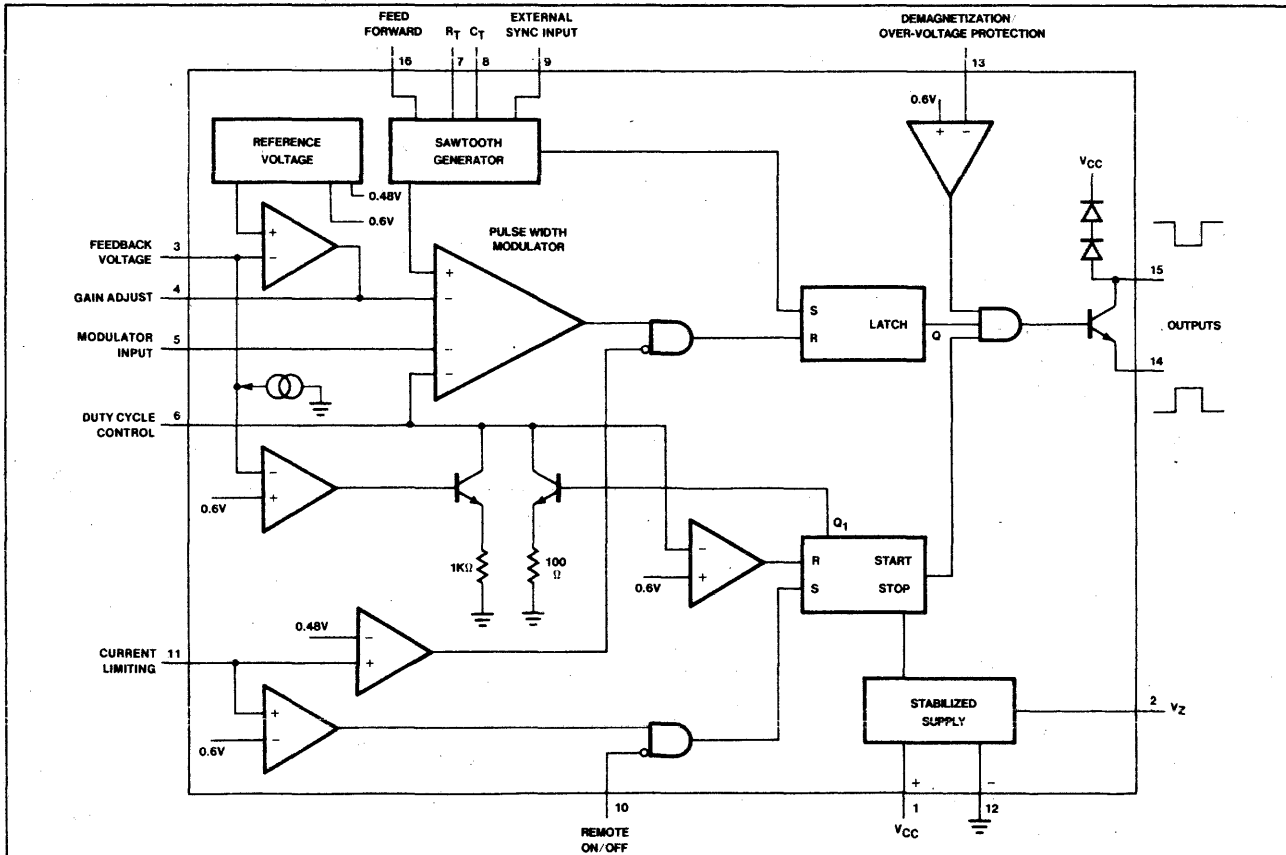 FEED
FORWARD
RT CT
EXTERNAL
SYNC INPUT
DEMAGNETIZATION/
OVER-VOLTAGE PROTECTION
16
7
8
9
13
0.6V
+ −
REFERENCE
VOLTAGE
SAWTOOTH
GENERATOR
VCC
0.48V
0.6V
PULSE WIDTH
MODULATOR
FEEDBACK
VOLTAGE
3
+
−
+
−
−
−
GAIN ADJUST
4
MODULATOR
INPUT
5
S
R
LATCH
Q
15
OUTPUTS
14
DUTY CYCLE
CONTROL
6
−
+
0.6V
Q1
1KΩ
100
Ω
−
+
0.6V
R
S
START
STOP
0.48V
−
+
CURRENT
LIMITING
11
+
−
0.6V
STABILIZED
SUPPLY
2
VZ
10
REMOTE
ON/OFF
+
−
1
12
VCC